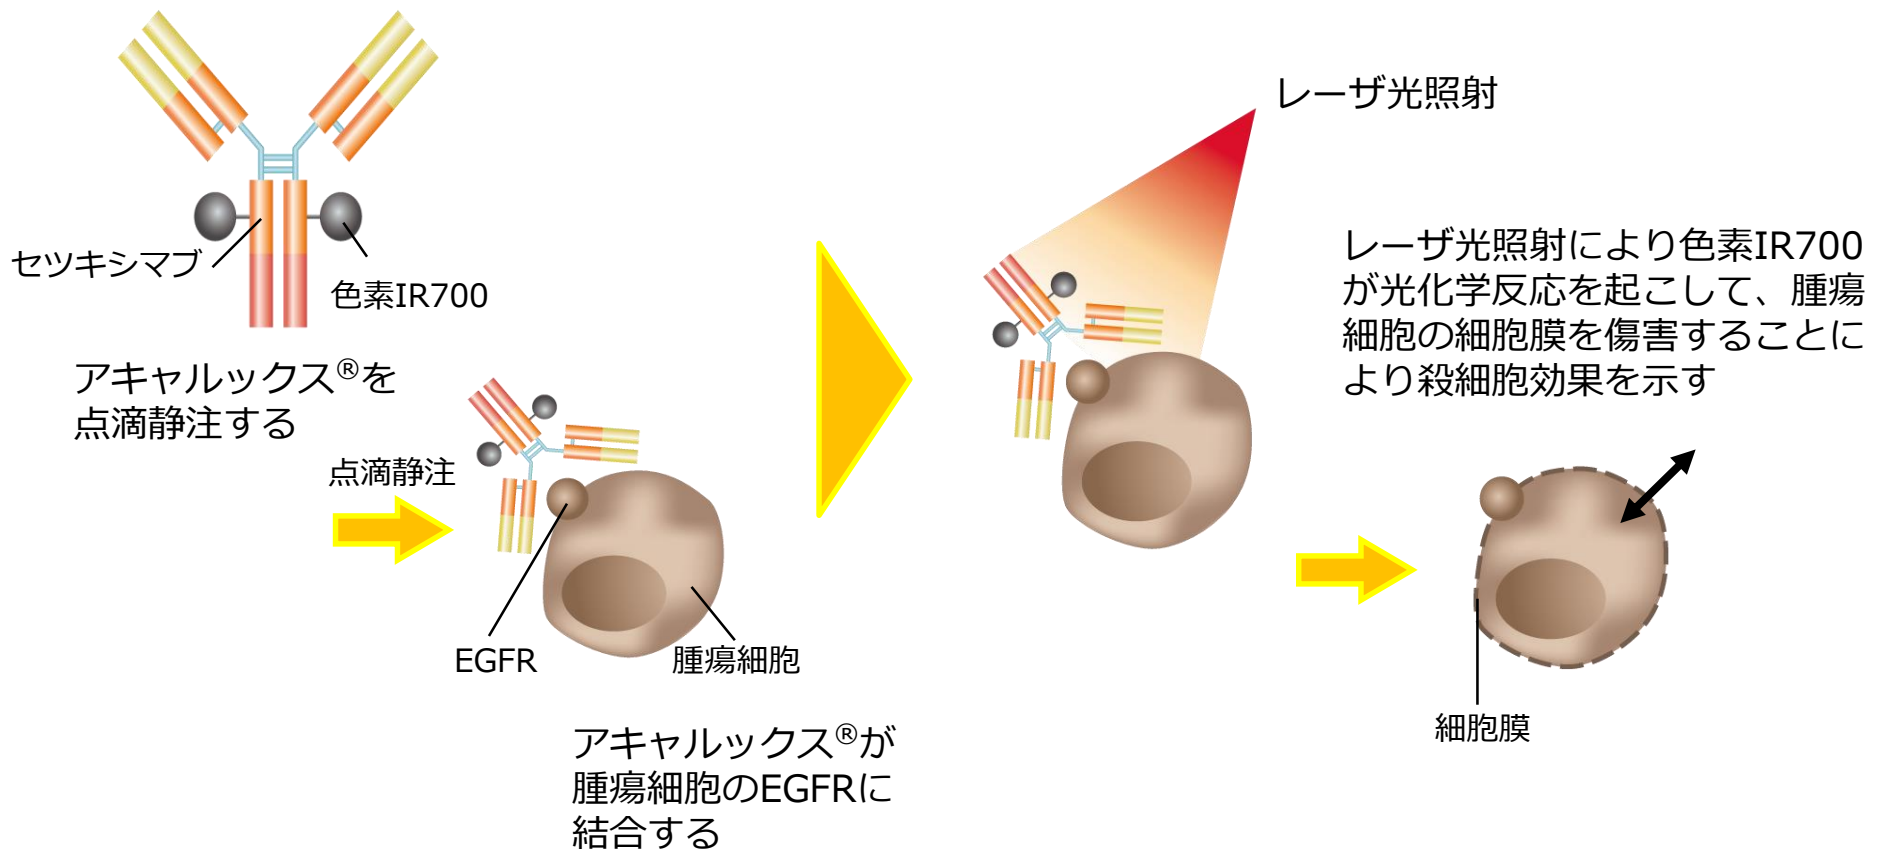 セツキシマブ
色素IR700
アキャルックス®を
点滴静注する
点滴静注
EGFR
腫瘍細胞
アキャルックス®が
腫瘍細胞のEGFRに
結合する
レーザ光照射
レーザ光照射により色素IR700
が光化学反応を起こして、腫瘍
細胞の細胞膜を傷害することに
より殺細胞効果を示す
細胞膜